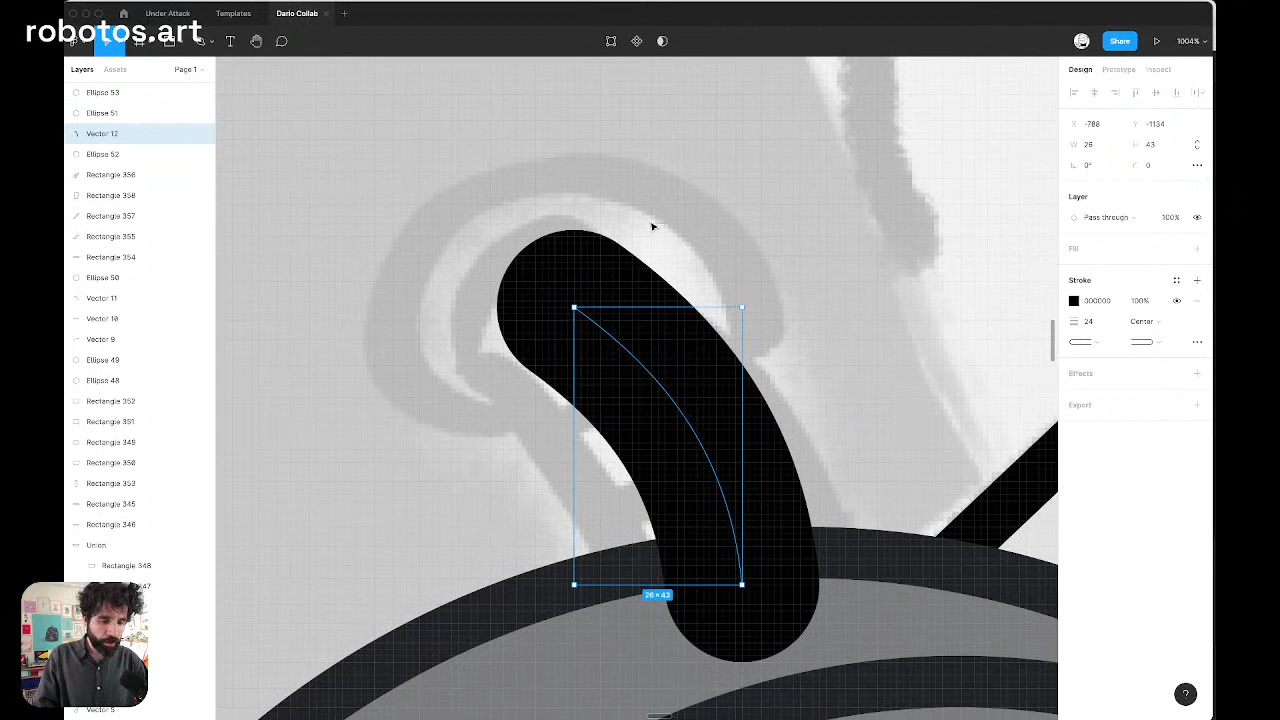 Under Attack
Templates
Dario Collab
robotos.art
Share
1004%
Layers
Assets
Page 1
Design
Prototype
Inspect
Ellipse 53
Ellipse 51
Vector 12
Ellipse 52
Rectangle 356
Rectangle 358
Rectangle 357
Rectangle 355
Rectangle 354
Ellipse 50
Vector 11
Vector 10
Vector 9
Ellipse 49
Ellipse 48
Rectangle 352
Rectangle 351
Rectangle 349
Rectangle 350
Rectangle 353
Rectangle 345
Rectangle 346
Union
Rectangle 348
347
Vector 5
26 × 43
X -788 Y -1134
W 26 H 43
0° 0
Layer
Pass through 100%
Fill
Stroke
000000 100%
24 Center
Effects
Export
?